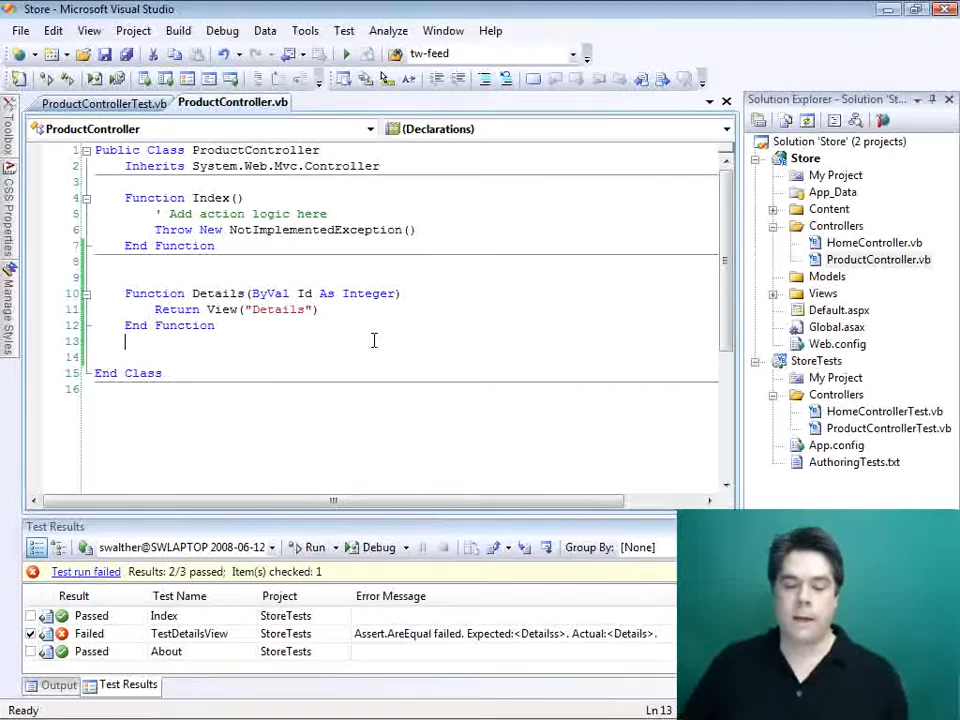 Store - Microsoft Visual Studio
File Edit View Project Build Debug Data Tools Test Analyze Window Help
tw-feed
ProductControllerTest.vb ProductController.vb
ProductController (Declarations)
1 Public Class ProductController
2 Inherits System.Web.Mvc.Controller
3
4 Function Index()
5 ' Add action logic here
6 Throw New NotImplementedException()
7 End Function
8
9
10 Function Details(ByVal Id As Integer)
11 Return View("Details")
12 End Function
13
14
15 End Class
16
Toolbox
CSS Properties
Manage Styles
Solution Explorer - Solution 'St...
Solution 'Store' (2 projects)
Store
My Project
App_Data
Content
Controllers
HomeController.vb
ProductController.vb
Models
Views
Default.aspx
Global.asax
Web.config
StoreTests
My Project
Controllers
HomeControllerTest.vb
ProductControllerTest.vb
App.config
AuthoringTests.txt
Test Results
swalther@SWLAPTOP 2008-06-12 Run Debug Group By: [None]
Test run failed Results: 2/3 passed; Item(s) checked: 1
Result Test Name Project Error Message
Passed Index StoreTests
Failed TestDetailsView StoreTests Assert.AreEqual failed. Expected:<Detailss>. Actual:<Details>.
Passed About StoreTests
Output Test Results
Ready Ln 13